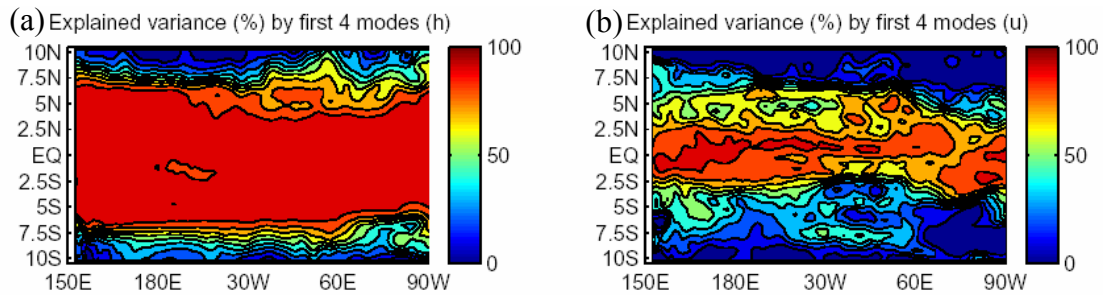 (a) Explained variance (%) by first 4 modes (h)
10N
7.5N
5N
2.5N
EQ
2.5S
5S
7.5S
10S
150E 180E 30W 60E 90W
100
50
0
(b) Explained variance (%) by first 4 modes (u)
10N
7.5N
5N
2.5N
EQ
2.5S
5S
7.5S
10S
150E 180E 30W 60E 90W
100
50
0